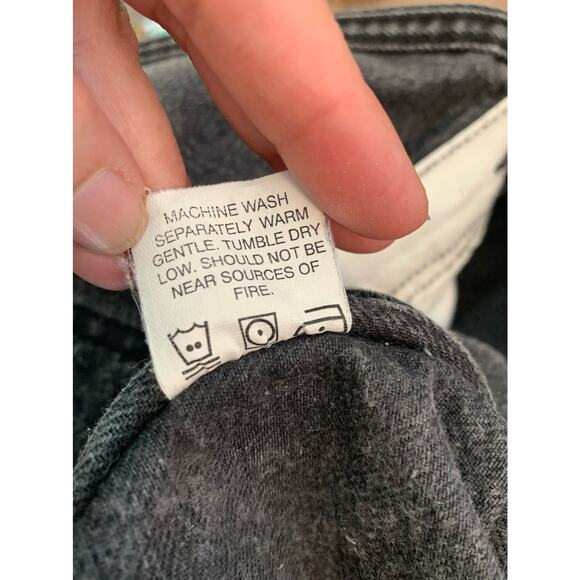 MACHINE WASH
SEPARATELY WARM
GENTLE. TUMBLE DRY
LOW. SHOULD NOT BE
NEAR SOURCES OF
FIRE.